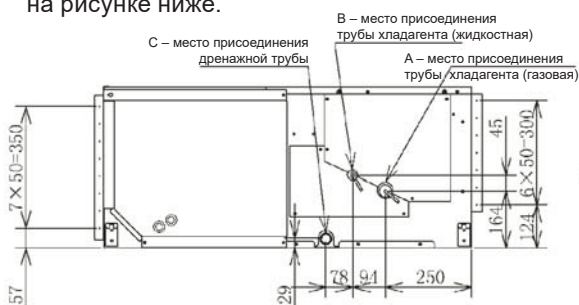 на рисунке ниже.
B – место присоединения
трубы хладагента (жидкостная)
C – место присоединения
дренажной трубы
A – место присоединения
трубы хладагента (газовая)
7×50=350
45
6×50=300
164
124
57
29
78
94
250